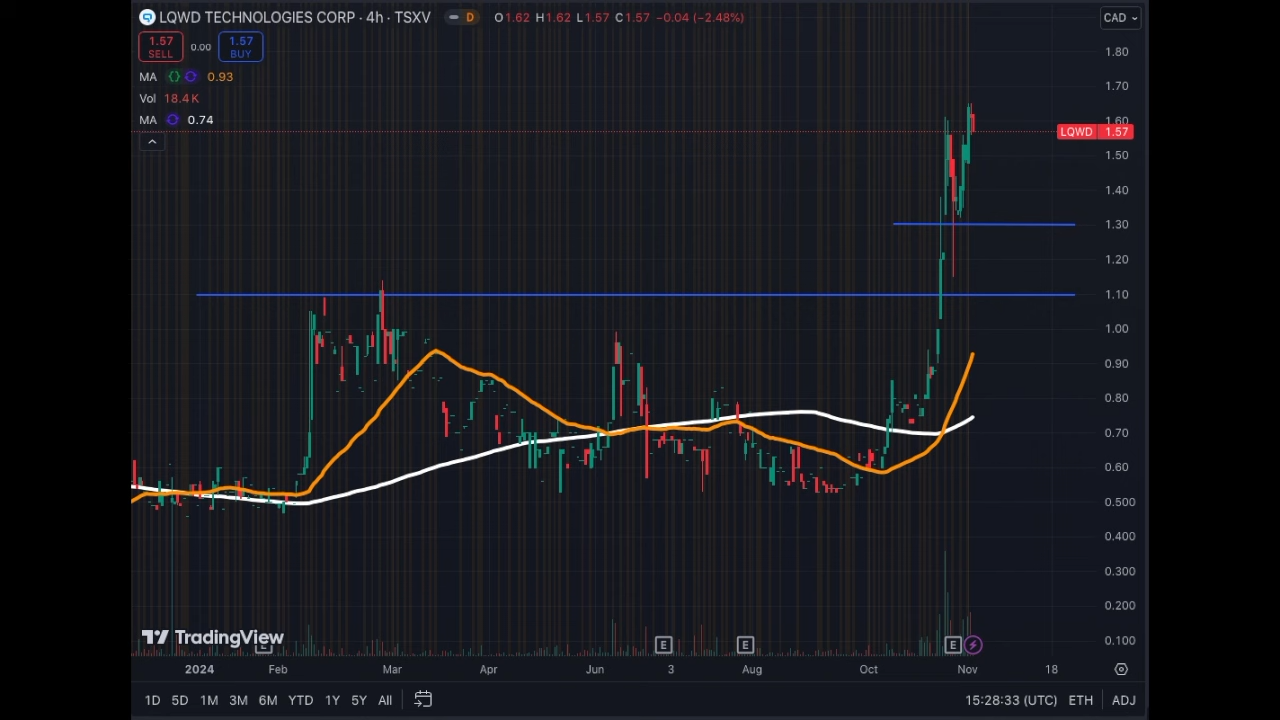 LQWD TECHNOLOGIES CORP · 4h · TSXV D O1.62 H1.62 L1.57 C1.57 −0.04 (−2.48%) CAD
1.57 SELL 0.00 1.57 BUY
MA 0.93
Vol 18.4K
MA 0.74
1.80
1.70
1.60
LQWD 1.57
1.50
1.40
1.30
1.20
1.10
1.00
0.90
0.80
0.70
0.60
0.500
0.400
0.300
0.200
0.100
TradingView
E E E E
2024 Feb Mar Apr Jun 3 Aug Oct Nov 18
1D 5D 1M 3M 6M YTD 1Y 5Y All 15:28:33 (UTC) ETH ADJ